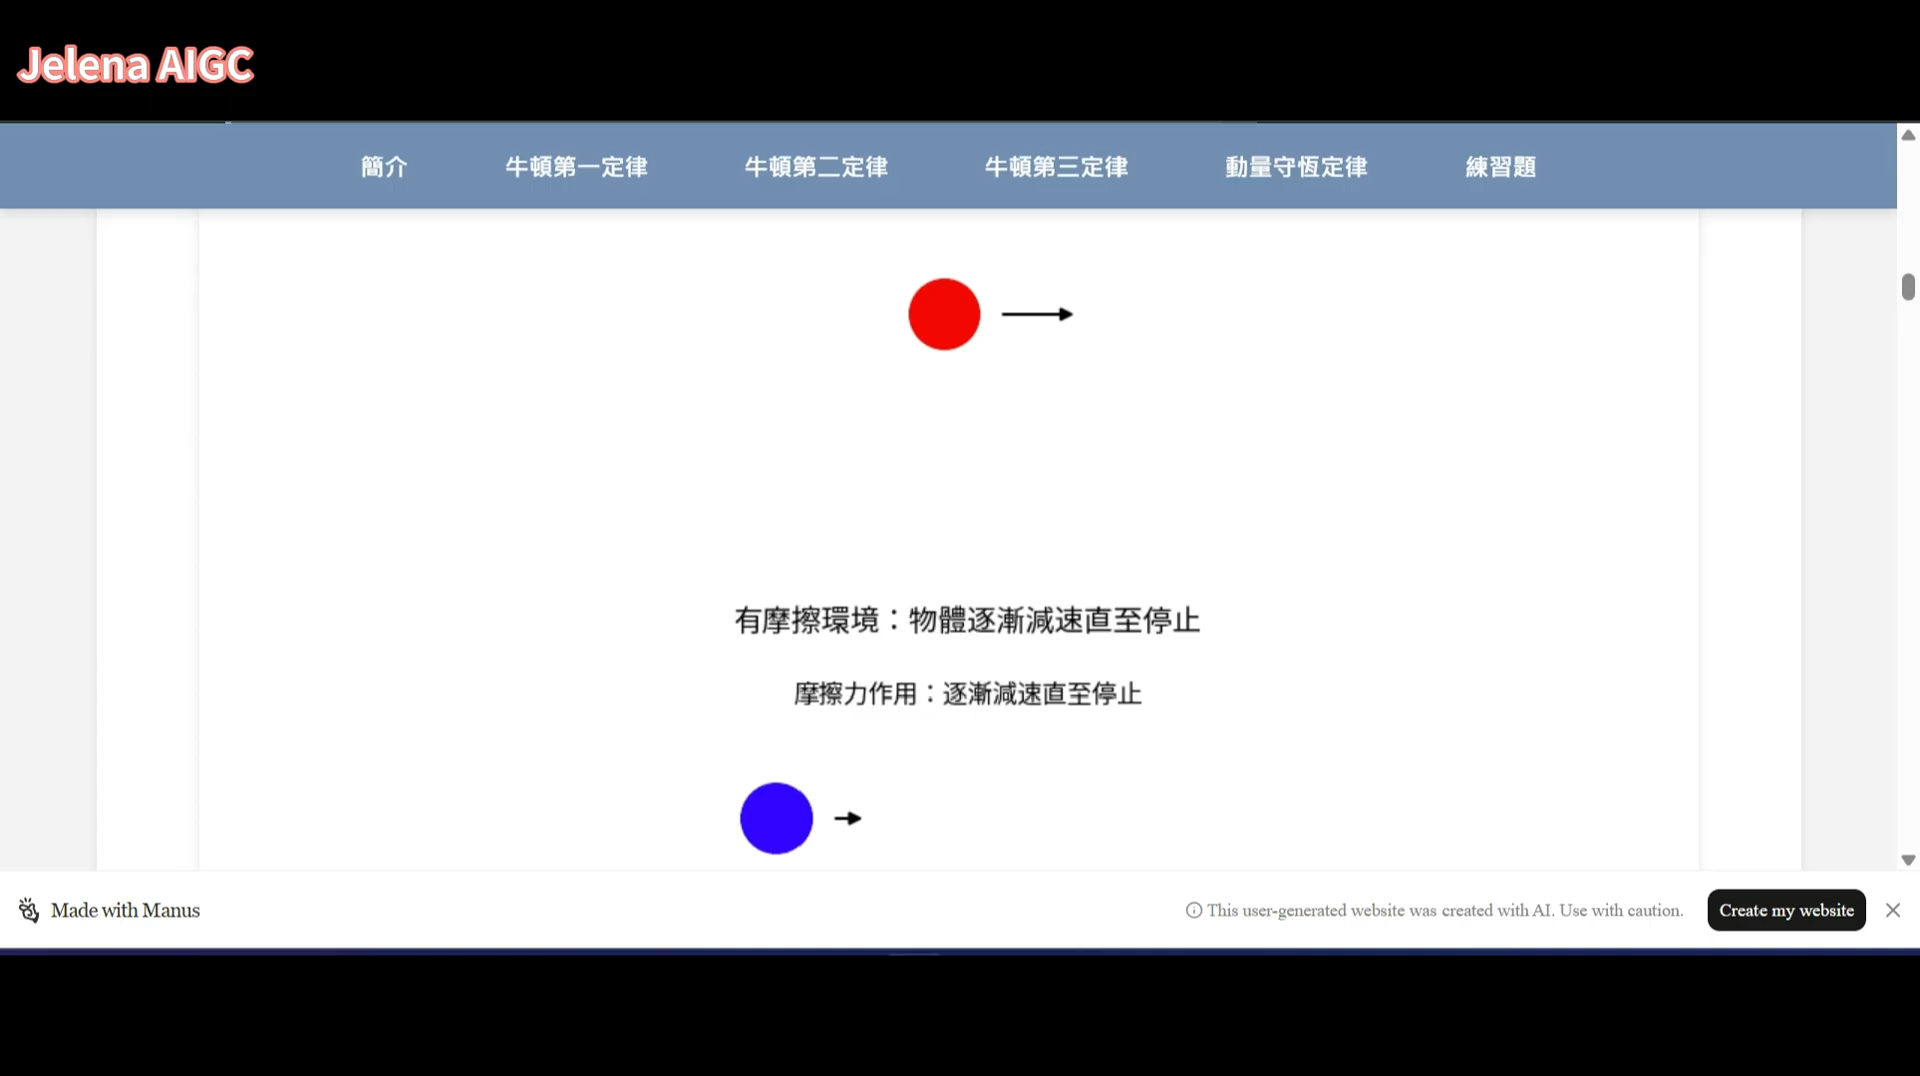 Jelena AIGC
簡介 牛頓第一定律 牛頓第二定律 牛頓第三定律 動量守恆定律 練習題
有摩擦環境：物體逐漸減速直至停止
摩擦力作用：逐漸減速直至停止
Made with Manus
This user-generated website was created with AI. Use with caution.
Create my website